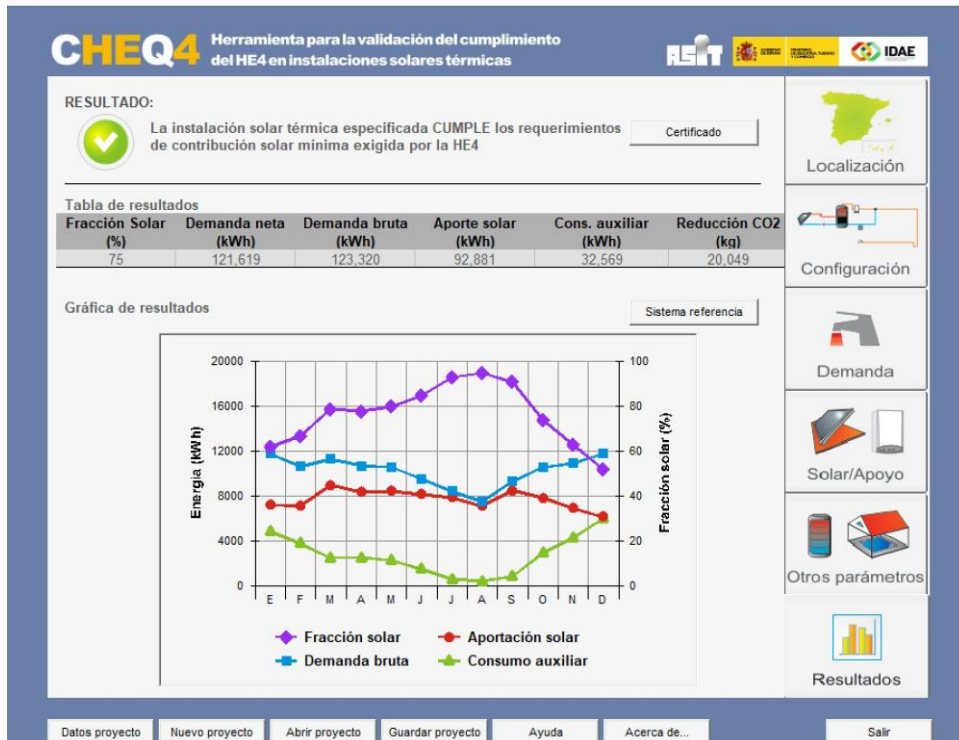 CHEQ4
Herramienta para la validación del cumplimiento
del HE4 en instalaciones solares térmicas
ASIT
IDAE
RESULTADO:
La instalación solar térmica especificada CUMPLE los requerimientos
de contribución solar mínima exigida por la HE4
Certificado
Tabla de resultados
Fracción Solar (%) Demanda neta (kWh) Demanda bruta (kWh) Aporte solar (kWh) Cons. auxiliar (kWh) Reducción CO2 (kg)
75 121,619 123,320 92,881 32,569 20,049
Gráfica de resultados
Sistema referencia
20000 100
16000 80
12000 60
8000 40
4000 20
0 0
Energía (kWh)
Fracción solar (%)
E F M A M J J A S O N D
Fracción solar Aportación solar
Demanda bruta Consumo auxiliar
Localización
Configuración
Demanda
Solar/Apoyo
Otros parámetros
Resultados
Datos proyecto Nuevo proyecto Abrir proyecto Guardar proyecto Ayuda Acerca de... Salir